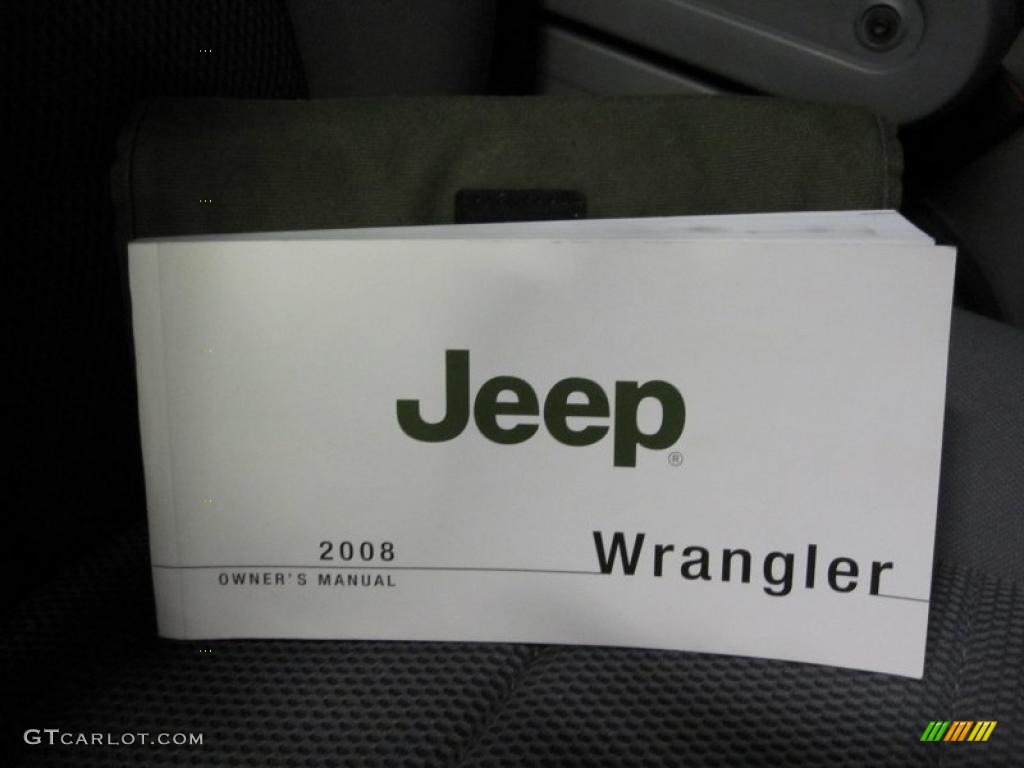 Jeep®
2008
OWNER'S MANUAL
Wrangler
GTCARLOT.COM